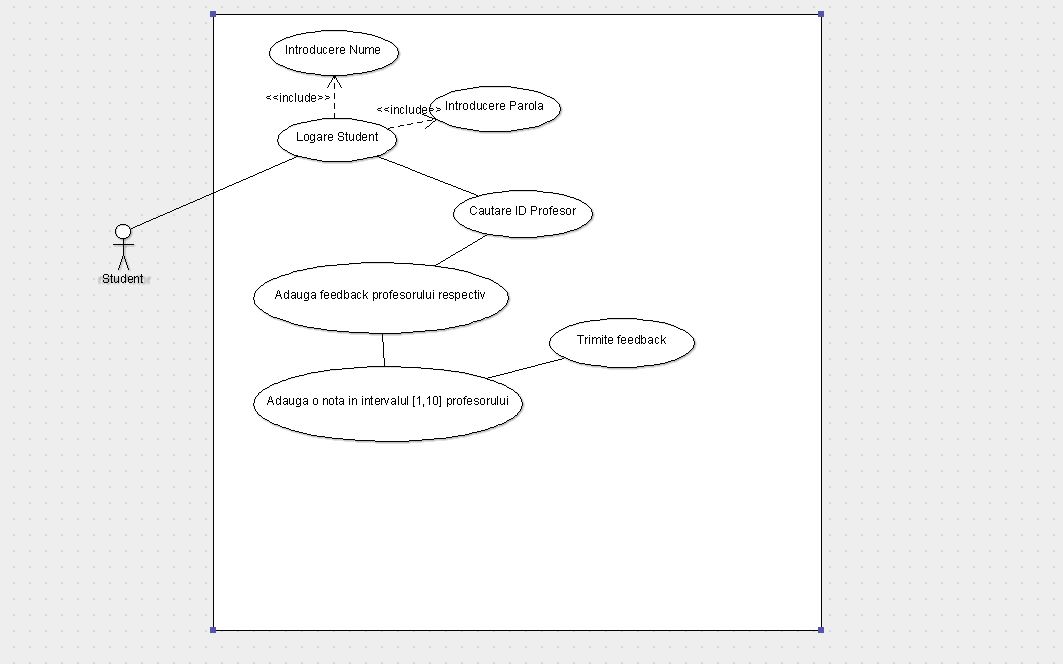 Introducere Nume
<<include>>
<<include>>
Introducere Parola
Logare Student
Cautare ID Profesor
Student
Adauga feedback profesorului respectiv
Trimite feedback
Adauga o nota in intervalul [1,10] profesorului